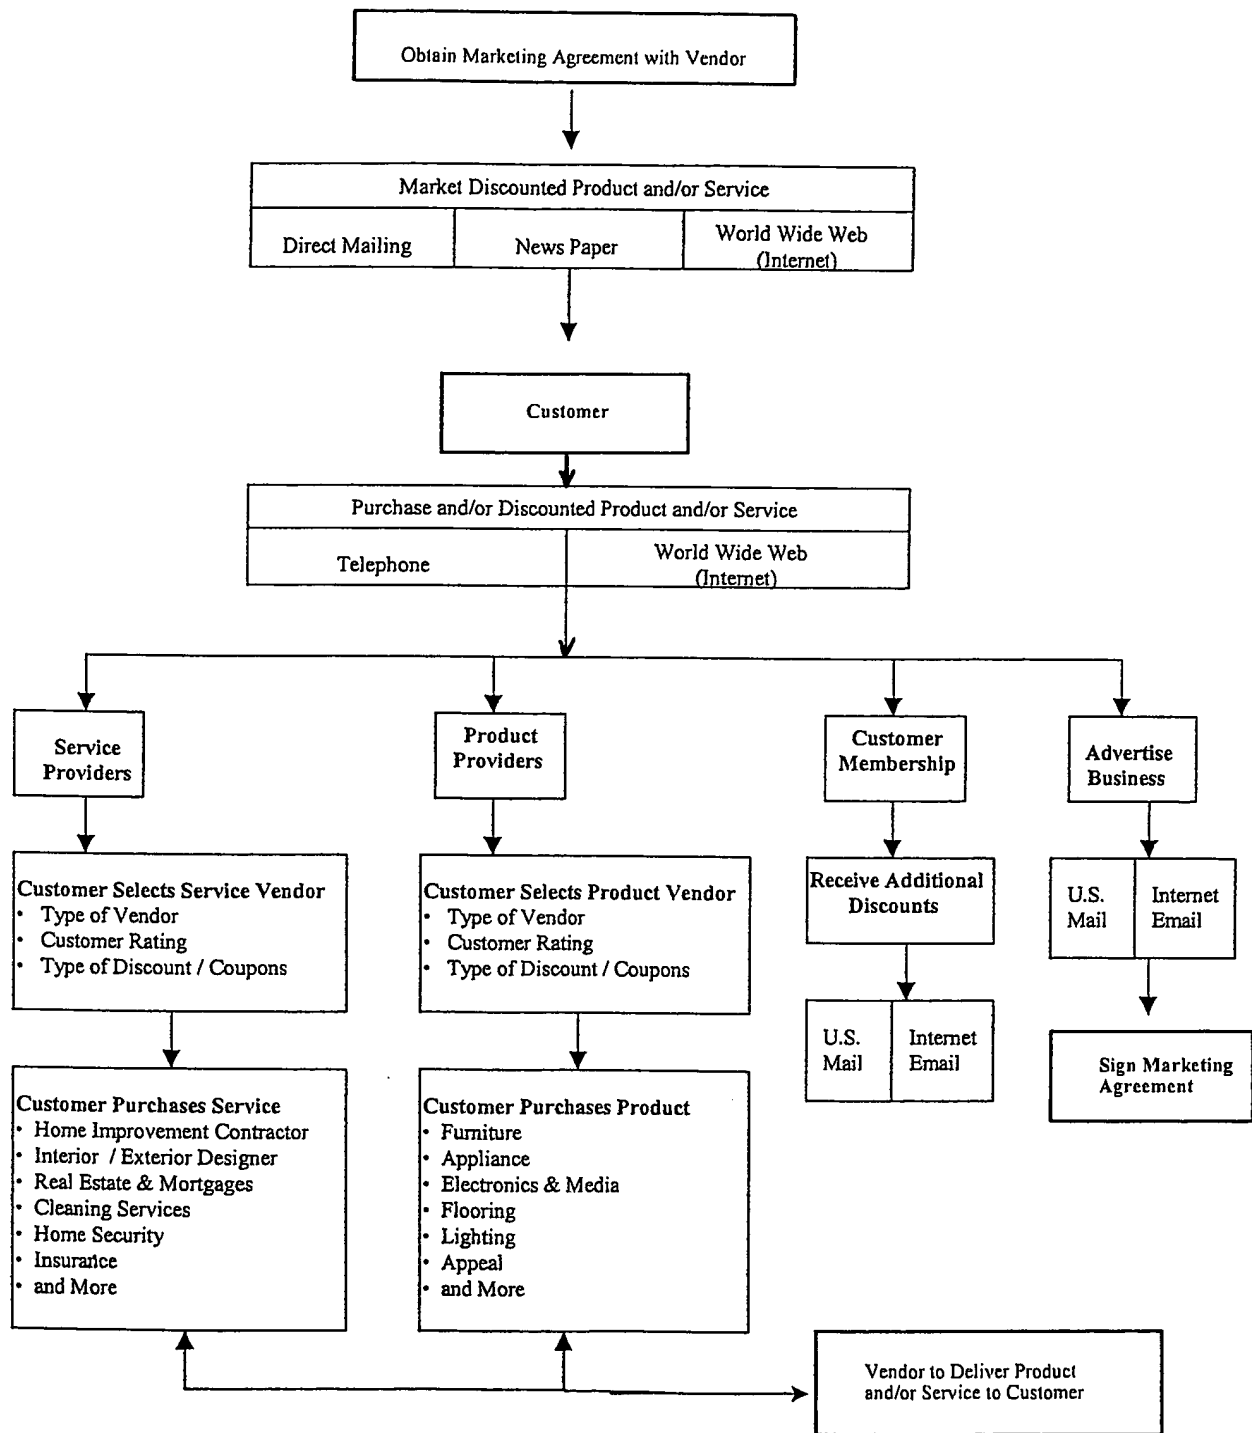 Obtain Marketing Agreement with Vendor
Market Discounted Product and/or Service
Direct Mailing
News Paper
World Wide Web
(Internet)
Customer
Purchase and/or Discounted Product and/or Service
Telephone
World Wide Web
(Internet)
Service
Providers
Product
Providers
Customer
Membership
Advertise
Business
Customer Selects Service Vendor
• Type of Vendor
• Customer Rating
• Type of Discount / Coupons
Customer Selects Product Vendor
• Type of Vendor
• Customer Rating
• Type of Discount / Coupons
Receive Additional
Discounts
U.S.
Mail
Internet
Email
U.S.
Mail
Internet
Email
Sign Marketing
Agreement
Customer Purchases Service
• Home Improvement Contractor
• Interior / Exterior Designer
• Real Estate & Mortgages
• Cleaning Services
• Home Security
• Insurance
• and More
Customer Purchases Product
• Furniture
• Appliance
• Electronics & Media
• Flooring
• Lighting
• Appeal
• and More
Vendor to Deliver Product
and/or Service to Customer